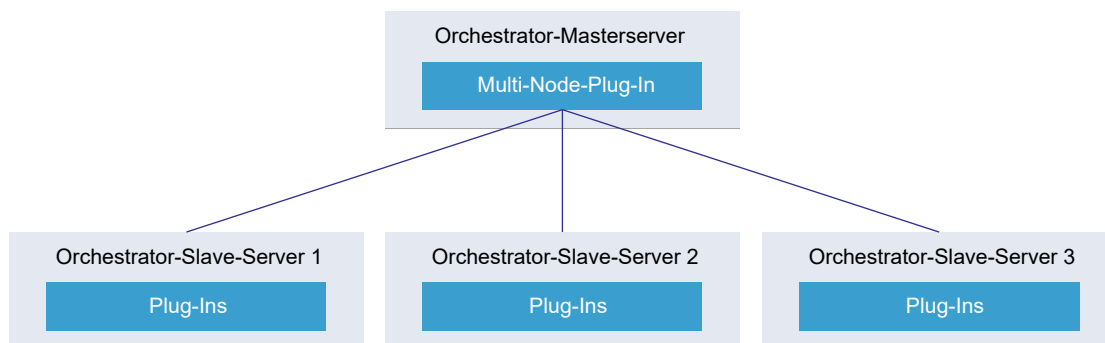 Orchestrator-Masterserver
Multi-Node-Plug-In
Orchestrator-Slave-Server 1
Orchestrator-Slave-Server 2
Orchestrator-Slave-Server 3
Plug-Ins
Plug-Ins
Plug-Ins